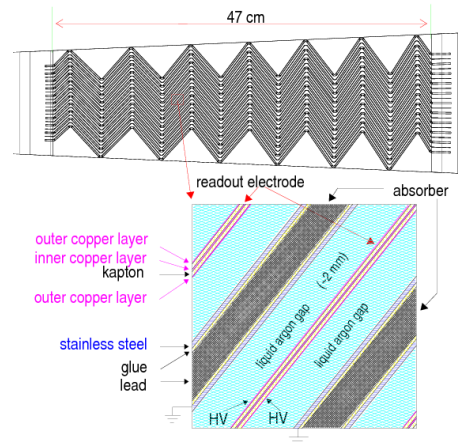 47 cm
readout electrode
absorber
outer copper layer
inner copper layer
kapton
outer copper layer
(~2 mm)
liquid argon gap
liquid argon gap
stainless steel
glue
lead
HV
HV